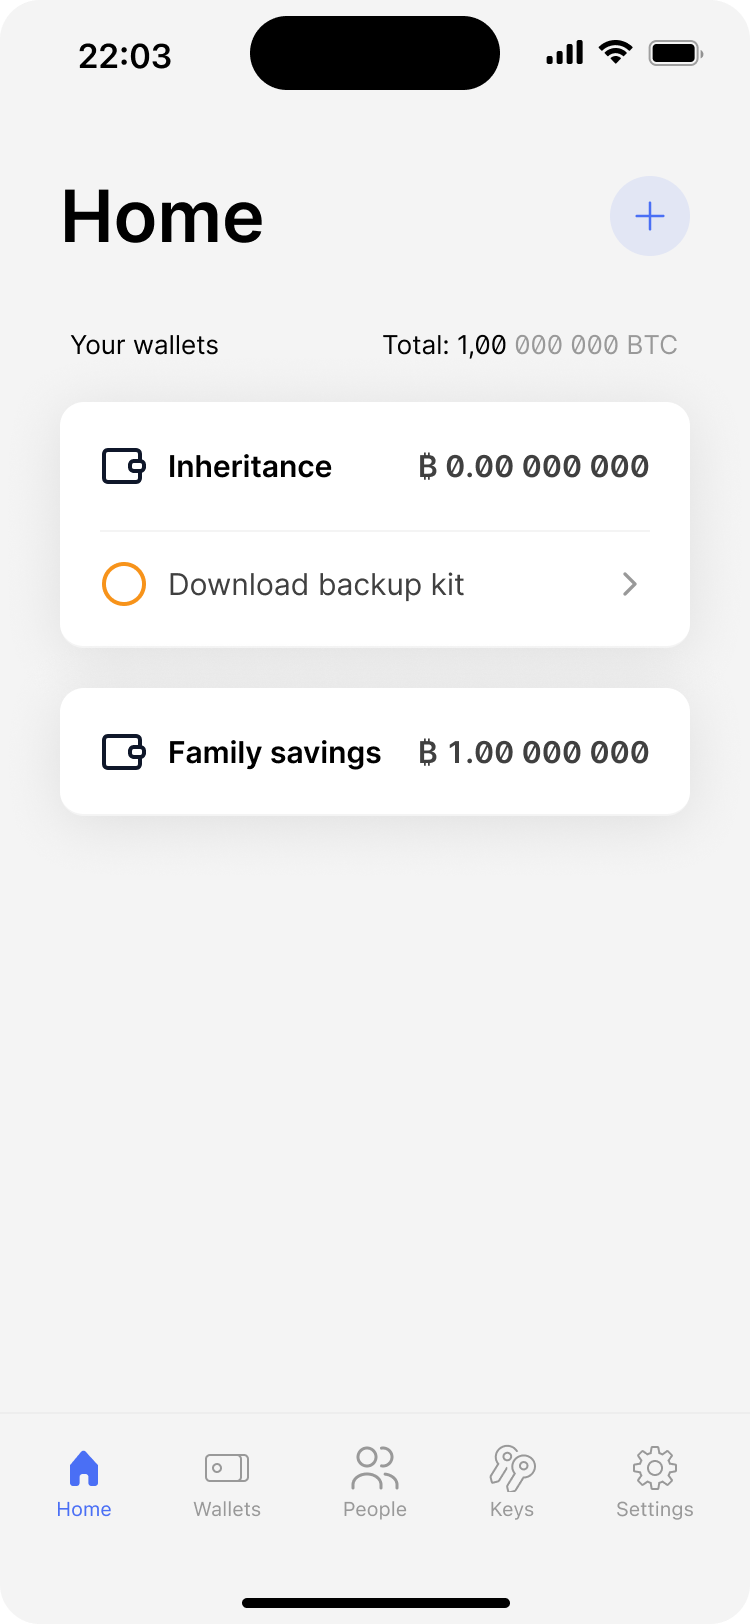 22:03
Home
Your wallets Total: 1,00 000 000 BTC
Inheritance ₿ 0.00 000 000
Download backup kit
Family savings ₿ 1.00 000 000
Home Wallets People Keys Settings